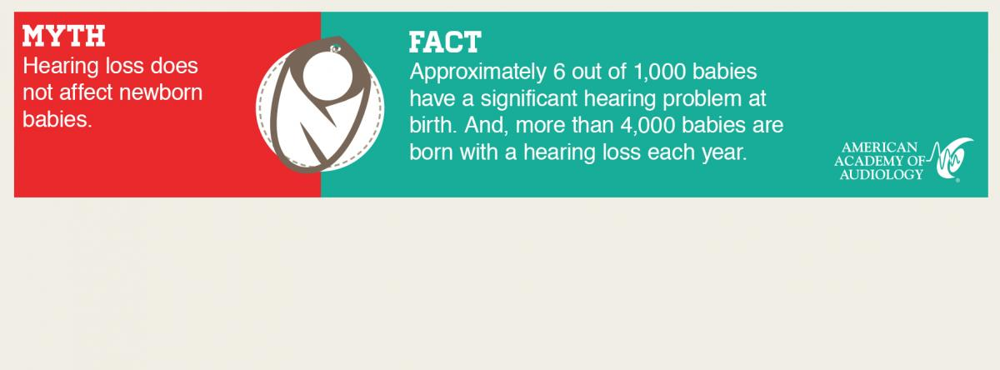 MYTH
Hearing loss does
not affect newborn
babies.
FACT
Approximately 6 out of 1,000 babies
have a significant hearing problem at
birth. And, more than 4,000 babies are
born with a hearing loss each year.
AMERICAN
ACADEMY OF
AUDIOLOGY
®